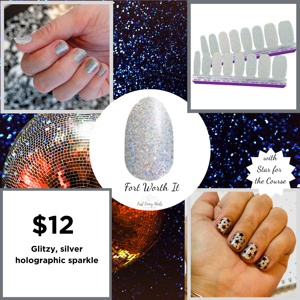 Fort Worth It
with
Star for
the Course
$12
Glitzy, silver
holographic sparkle